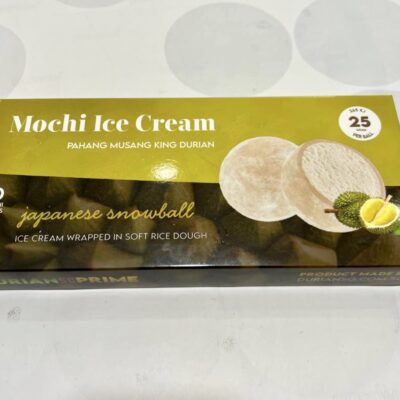 Mochi Ice Cream
PAHANG MUSANG KING DURIAN
25
PER BALL
japanese snowball
ICE CREAM WRAPPED IN SOFT RICE DOUGH
PRIME
PRODUCT MADE